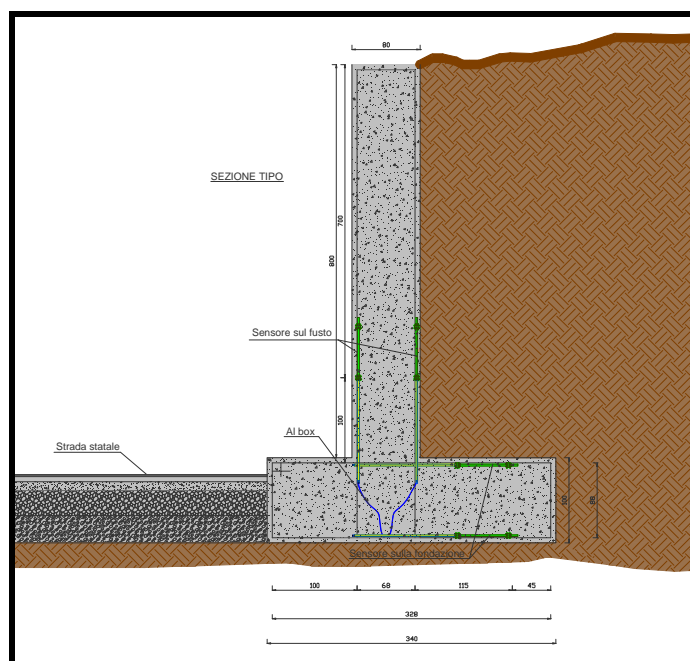 80
SEZIONE TIPO
700
800
Sensore sul fusto
100
Al box
Strada statale
100
88
Sensore sulla fondazione
100
68
115
45
328
340